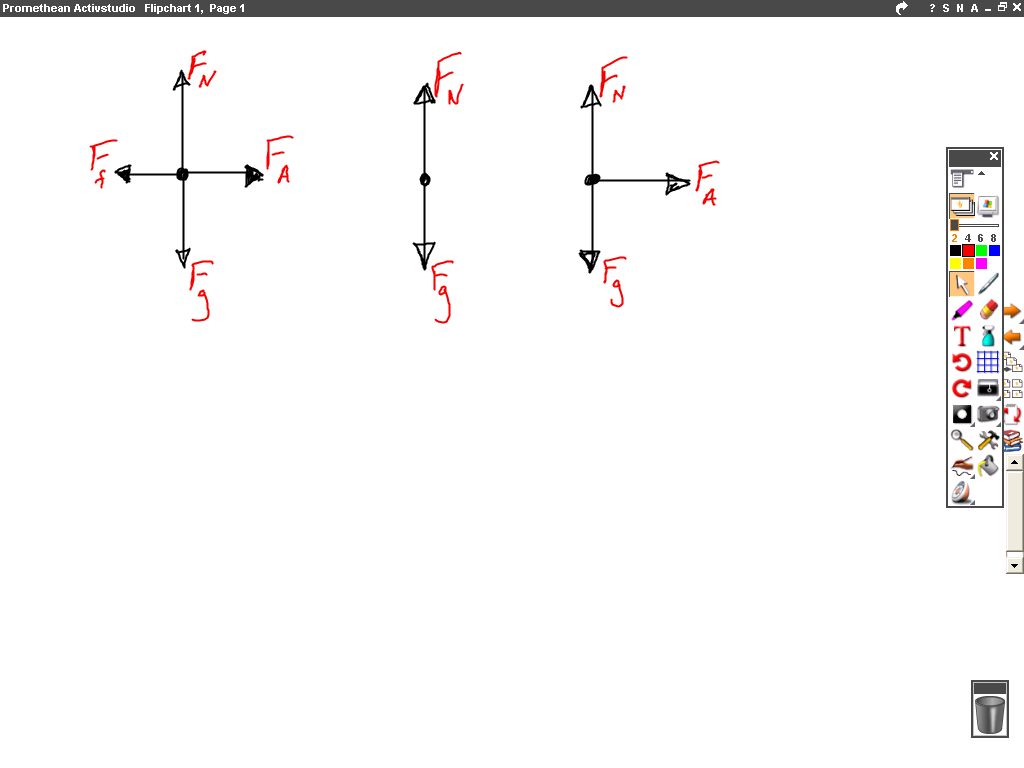 Promethean Activstudio Flipchart 1, Page 1
? S N A
FN
FN
FN
Ff
FA
FA
Fg
Fg
Fg
2 4 6 8
T